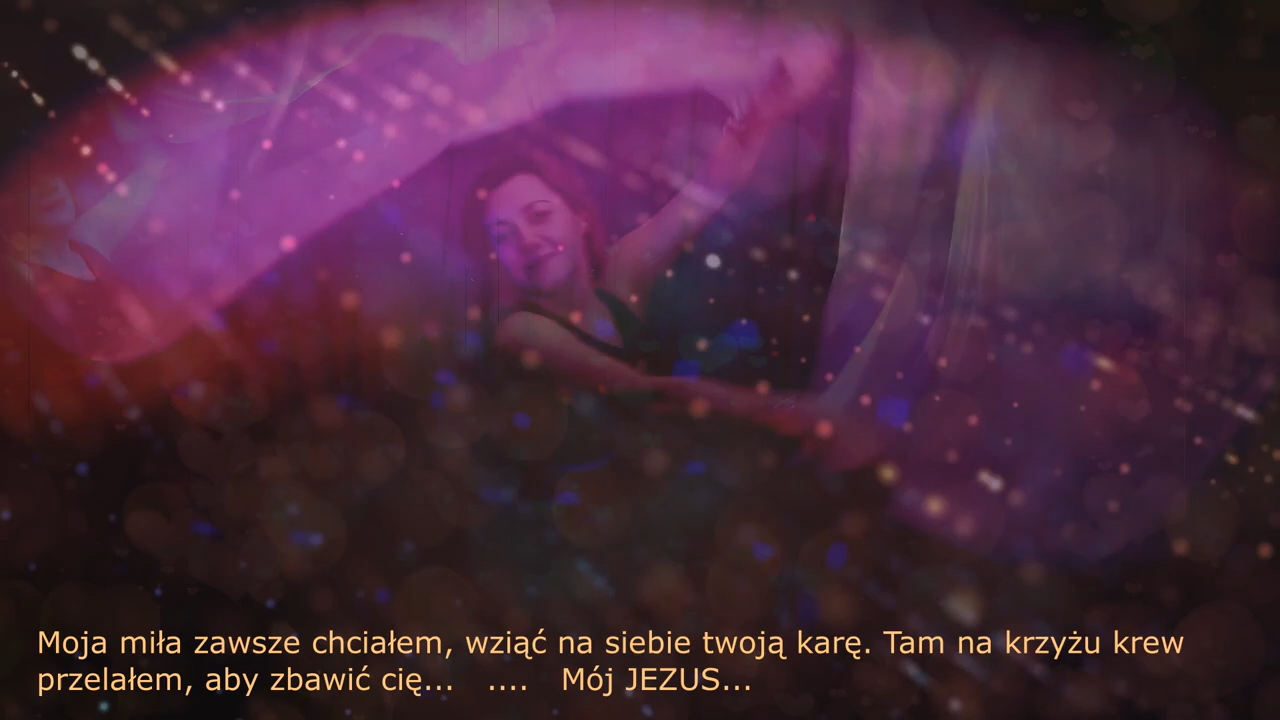 Moja miła zawsze chciałem, wziąć na siebie twoją karę. Tam na krzyżu krew
przelałem, aby zbawić cię... .... Mój JEZUS...